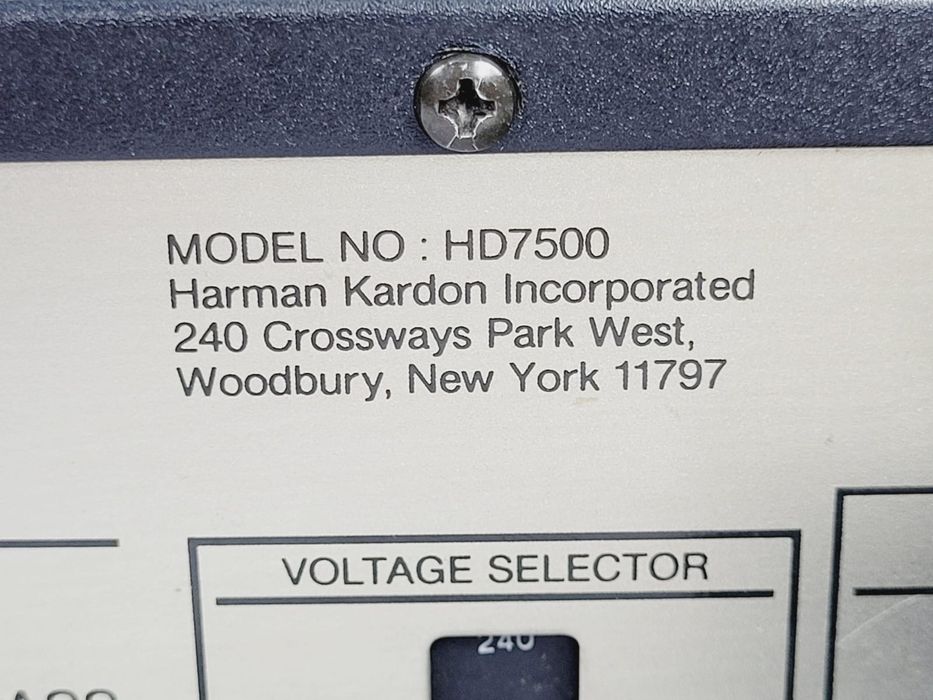 MODEL NO : HD7500
Harman Kardon Incorporated
240 Crossways Park West,
Woodbury, New York 11797
VOLTAGE SELECTOR
240